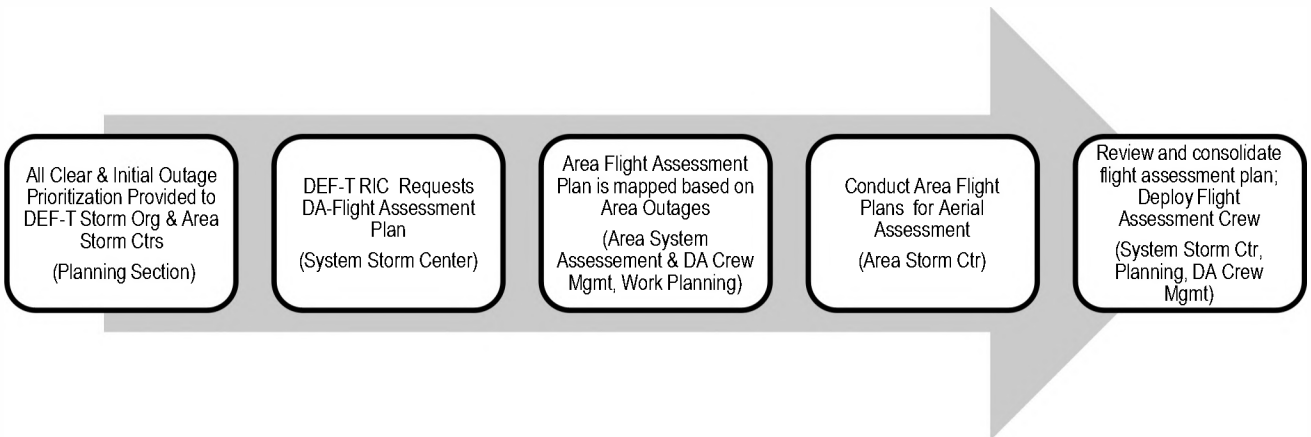 All Clear & Initial Outage
Prioritization Provided to
DEF-T Storm Org & Area
Storm Ctrs
(Planning Section)
DEF-T RIC Requests
DA-Flight Assessment
Plan
(System Storm Center)
Area Flight Assessment
Plan is mapped based on
Area Outages
(Area System
Assessement & DA Crew
Mgmt, Work Planning)
Conduct Area Flight
Plans for Aerial
Assessment
(Area Storm Ctr)
Review and consolidate
flight assessment plan;
Deploy Flight
Assessment Crew
(System Storm Ctr,
Planning, DA Crew
Mgmt)